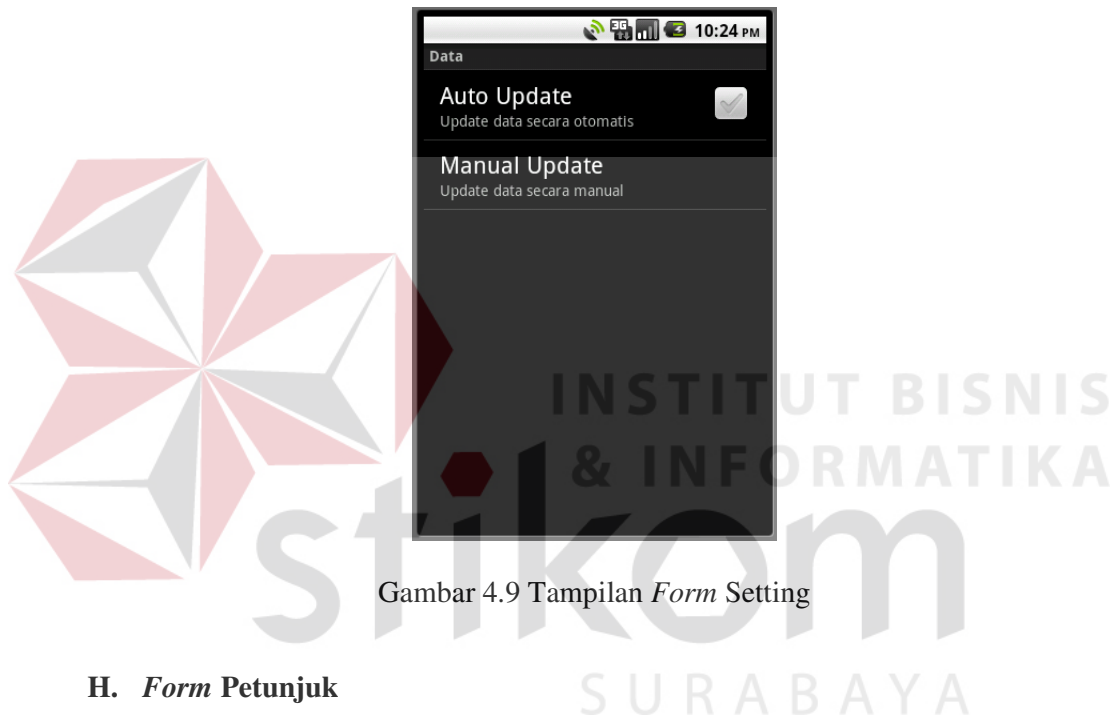 3G 10:24 PM
Data
Auto Update
Update data secara otomatis
Manual Update
Update data secara manual
INSTITUT BISNIS
& INFORMATIKA
stikom
SURABAYA
Gambar 4.9 Tampilan Form Setting
H. Form Petunjuk